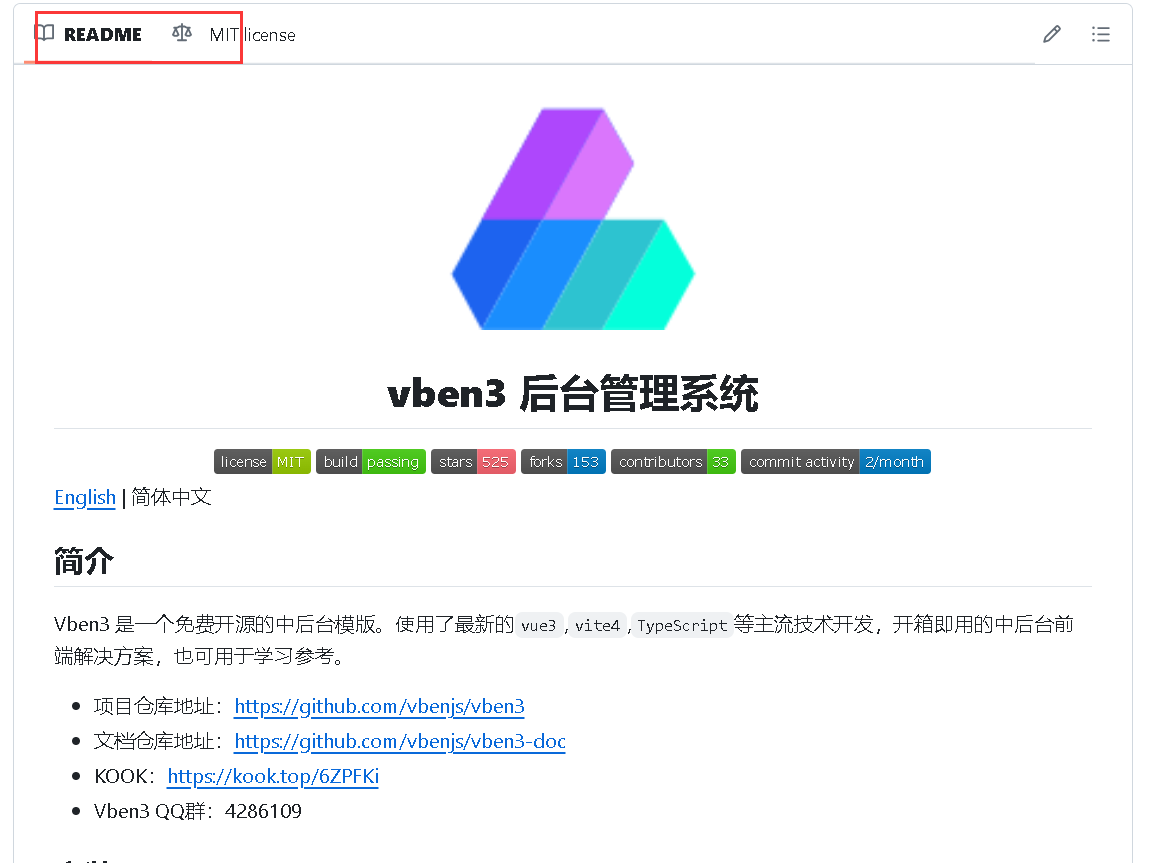 README MIT license
vben3 后台管理系统
license MIT build passing stars 525 forks 153 contributors 33 commit activity 2/month
English | 简体中文
简介
Vben3 是一个免费开源的中后台模版。使用了最新的 vue3 , vite4 , TypeScript 等主流技术开发，开箱即用的中后台前
端解决方案，也可用于学习参考。
项目仓库地址：https://github.com/vbenjs/vben3
文档仓库地址：https://github.com/vbenjs/vben3-doc
KOOK：https://kook.top/6ZPFKi
Vben3 QQ群：4286109